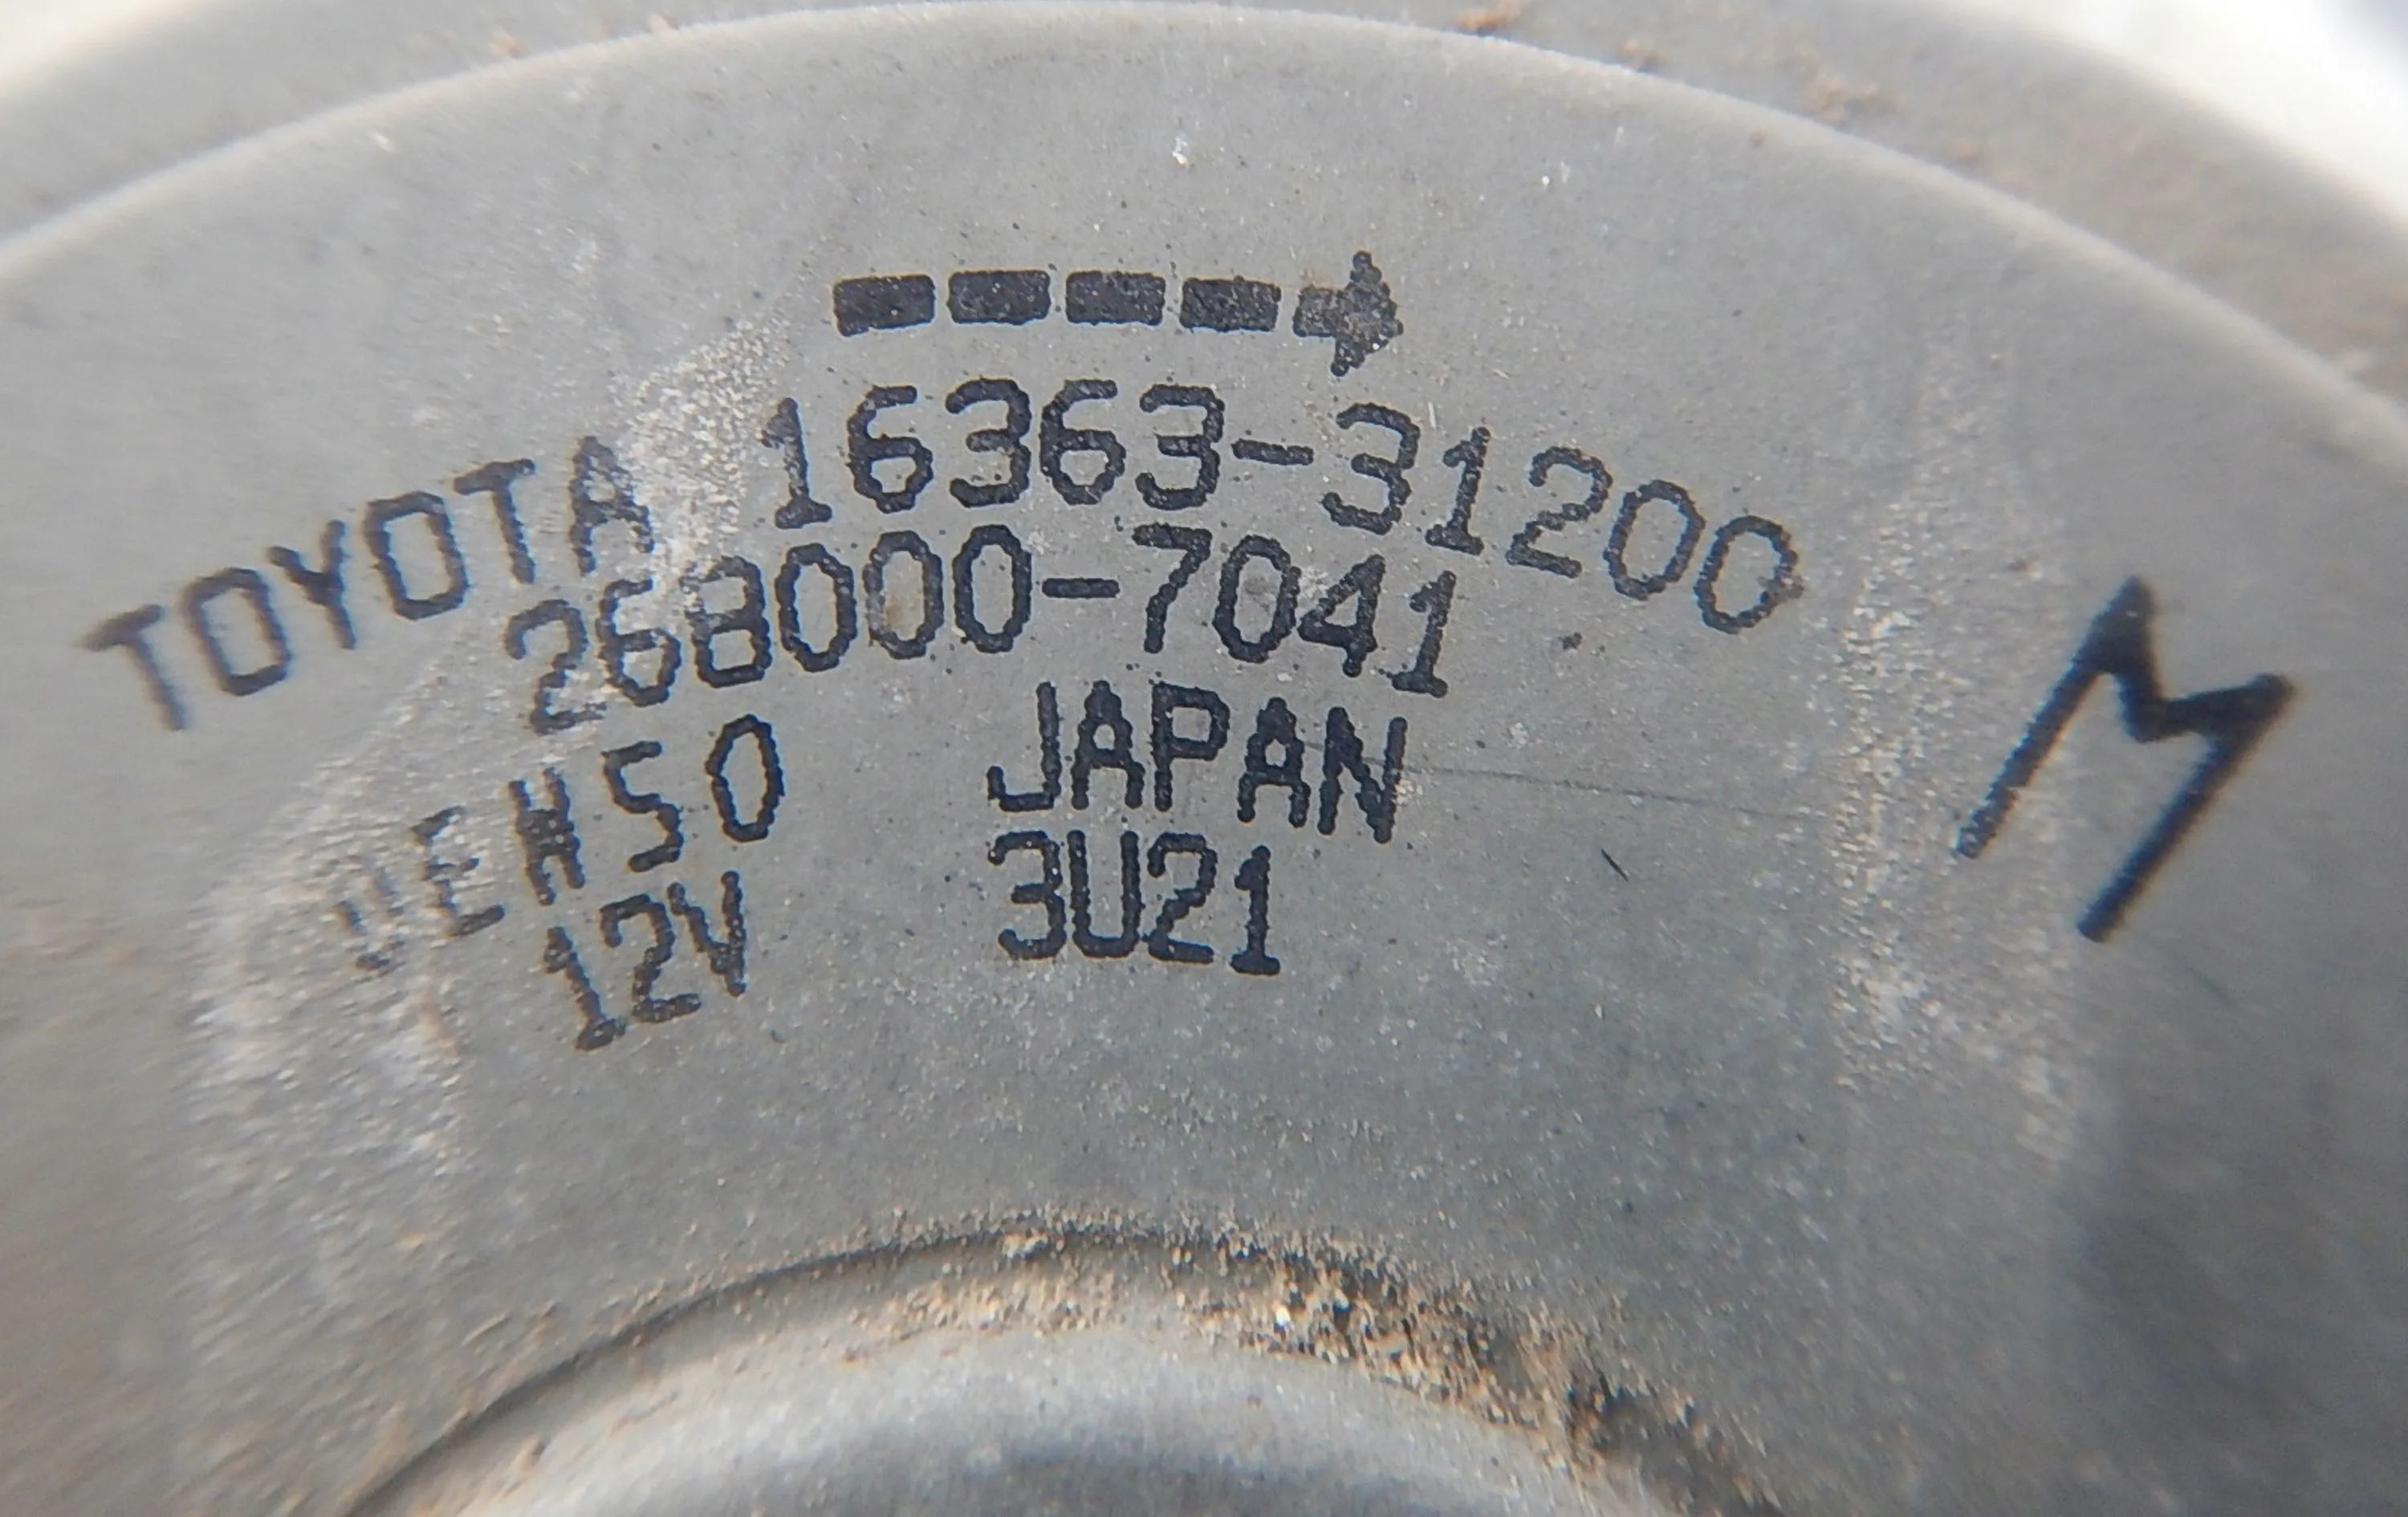 TOYOTA 16363-31200
268000-7041
DENSO JAPAN
12V 3U21
M